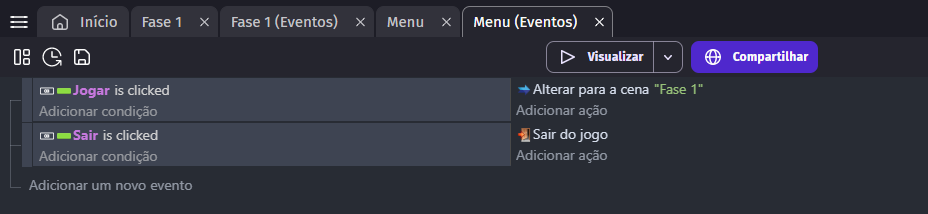 Início Fase 1 Fase 1 (Eventos) Menu Menu (Eventos)
Visualizar Compartilhar
Jogar is clicked Alterar para a cena "Fase 1"
Adicionar condição Adicionar ação
Sair is clicked Sair do jogo
Adicionar condição Adicionar ação
Adicionar um novo evento